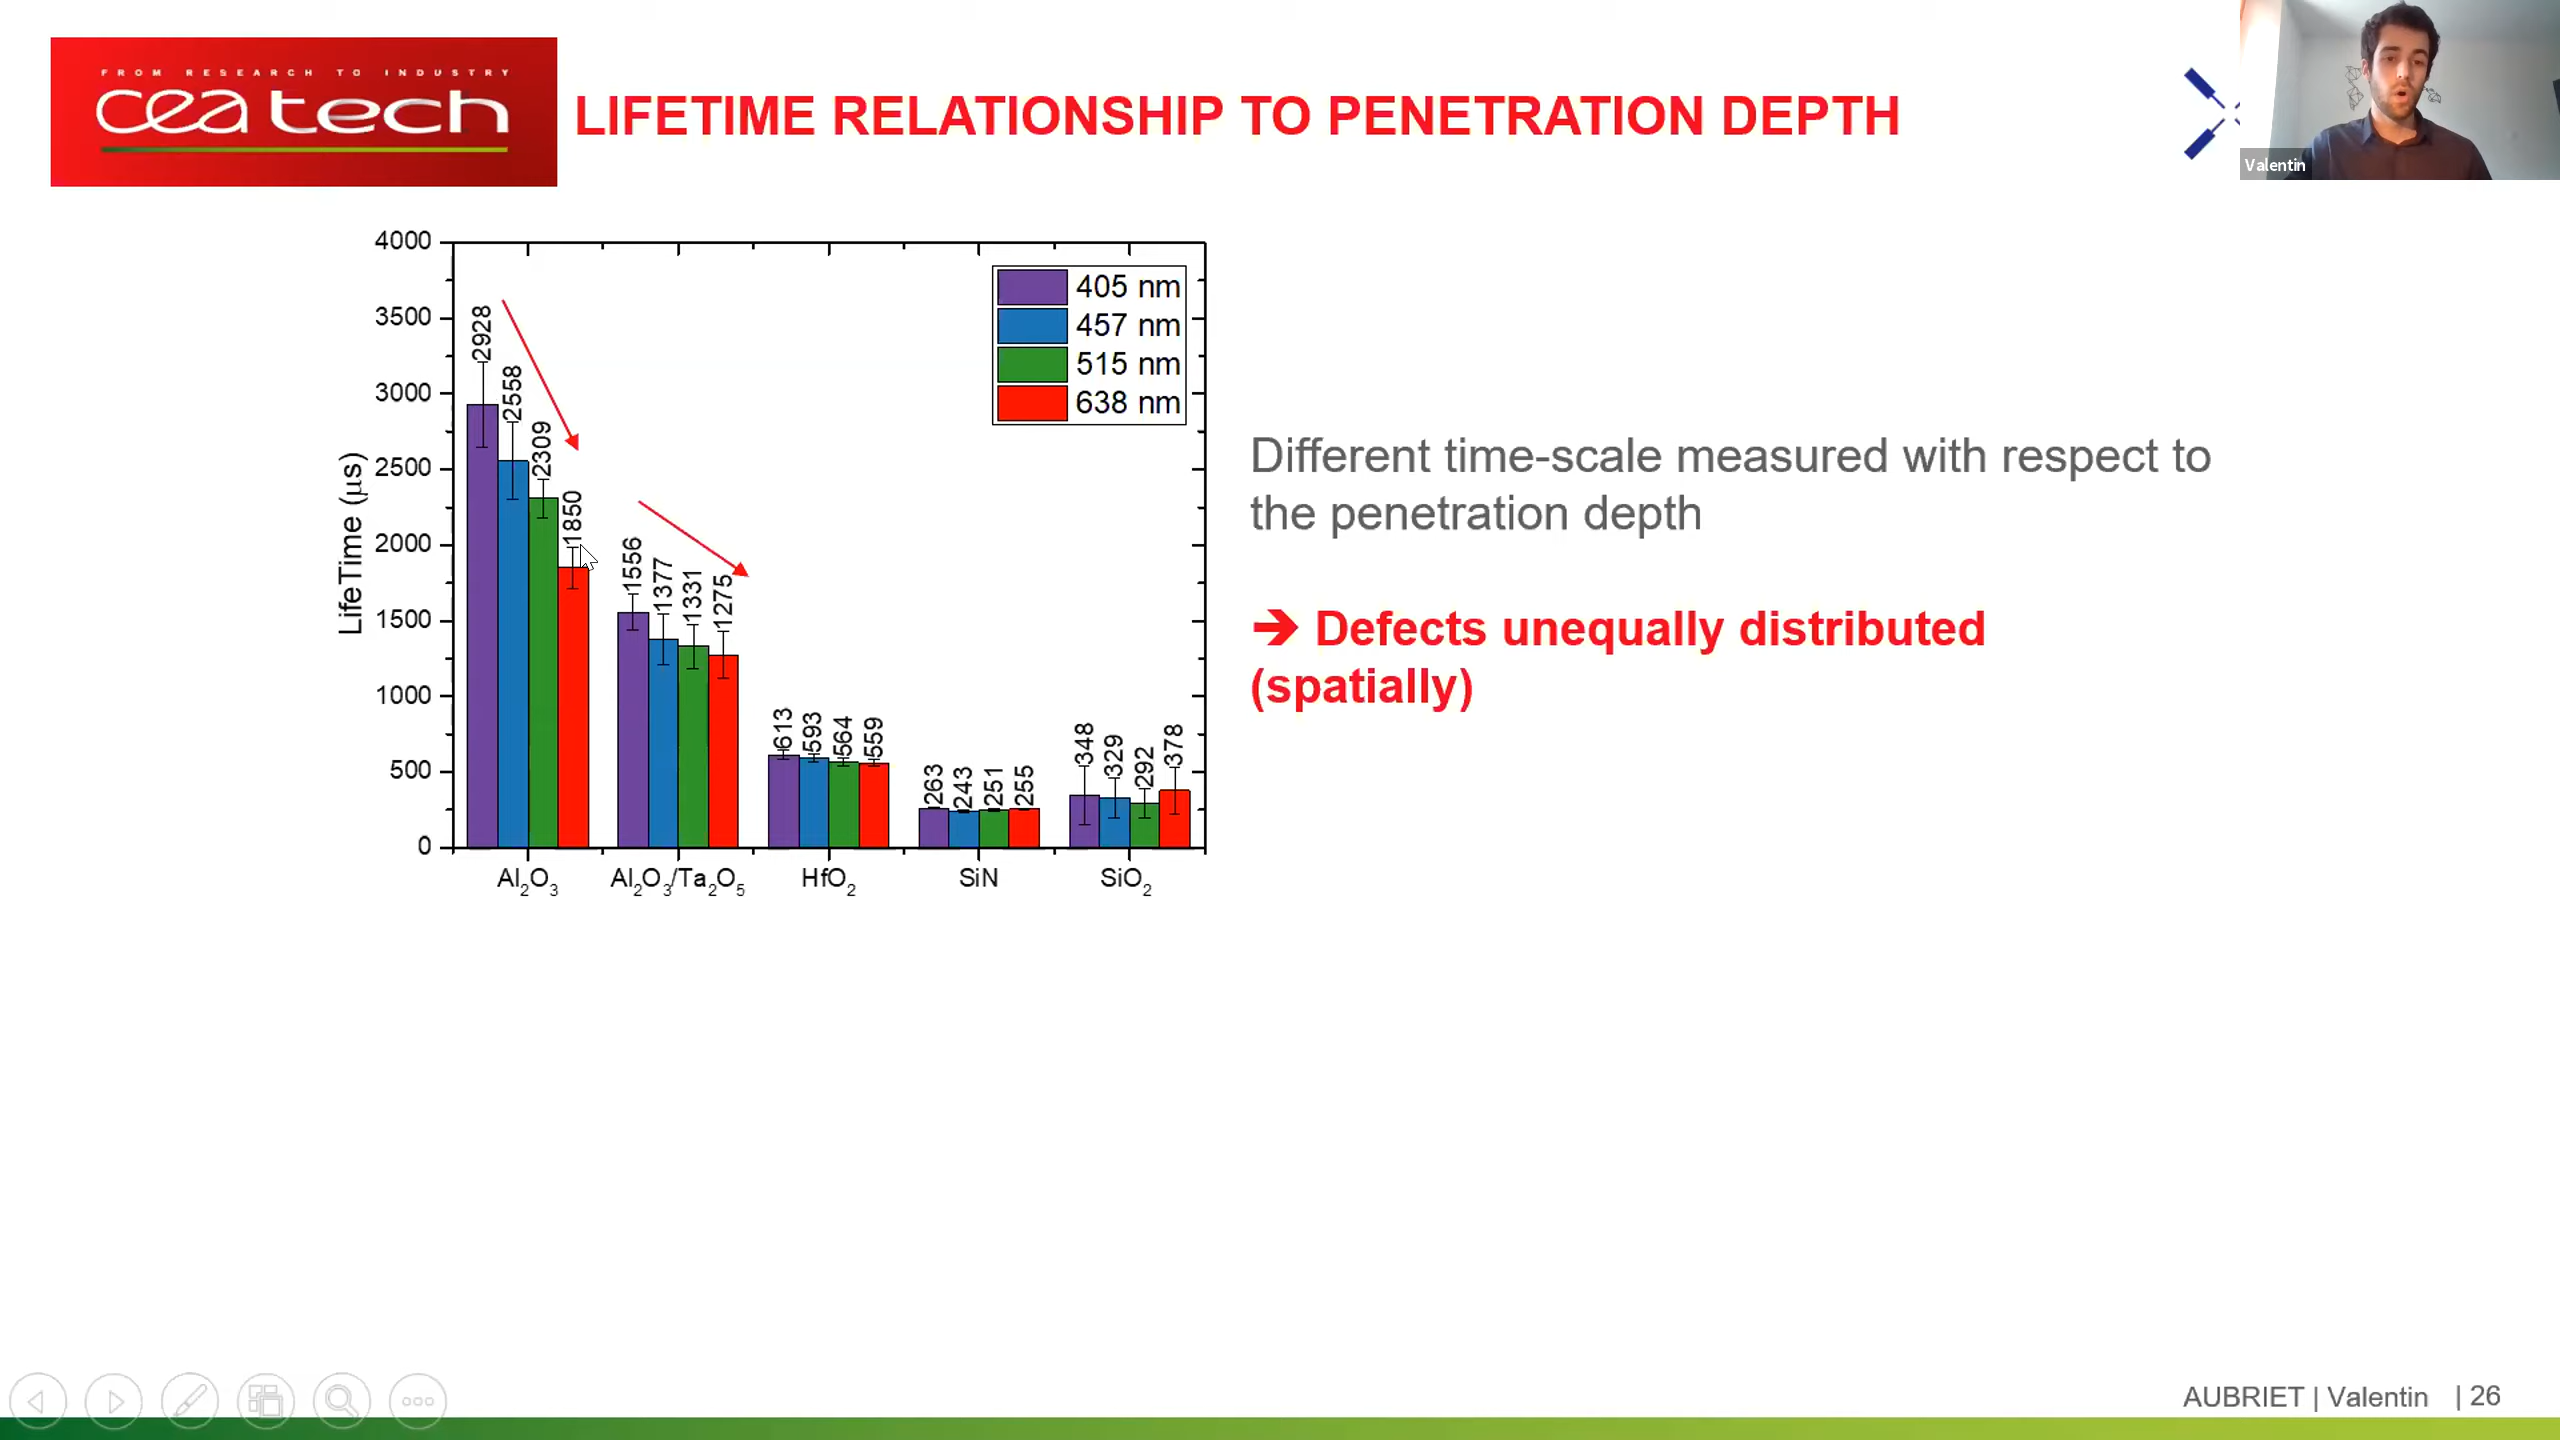 FROM RESEARCH TO INDUSTRY
cea tech
LIFETIME RELATIONSHIP TO PENETRATION DEPTH
Valentin
4000
3500
3000
2500
2000
1500
1000
500
0
LifeTime (µs)
405 nm
457 nm
515 nm
638 nm
2928
2558
2309
1850
1556
1377
1331
1275
613
593
564
559
263
243
251
255
348
329
292
378
Al₂O₃
Al₂O₃/Ta₂O₅
HfO₂
SiN
SiO₂
Different time-scale measured with respect to
the penetration depth
➔ Defects unequally distributed
(spatially)
AUBRIET | Valentin | 26